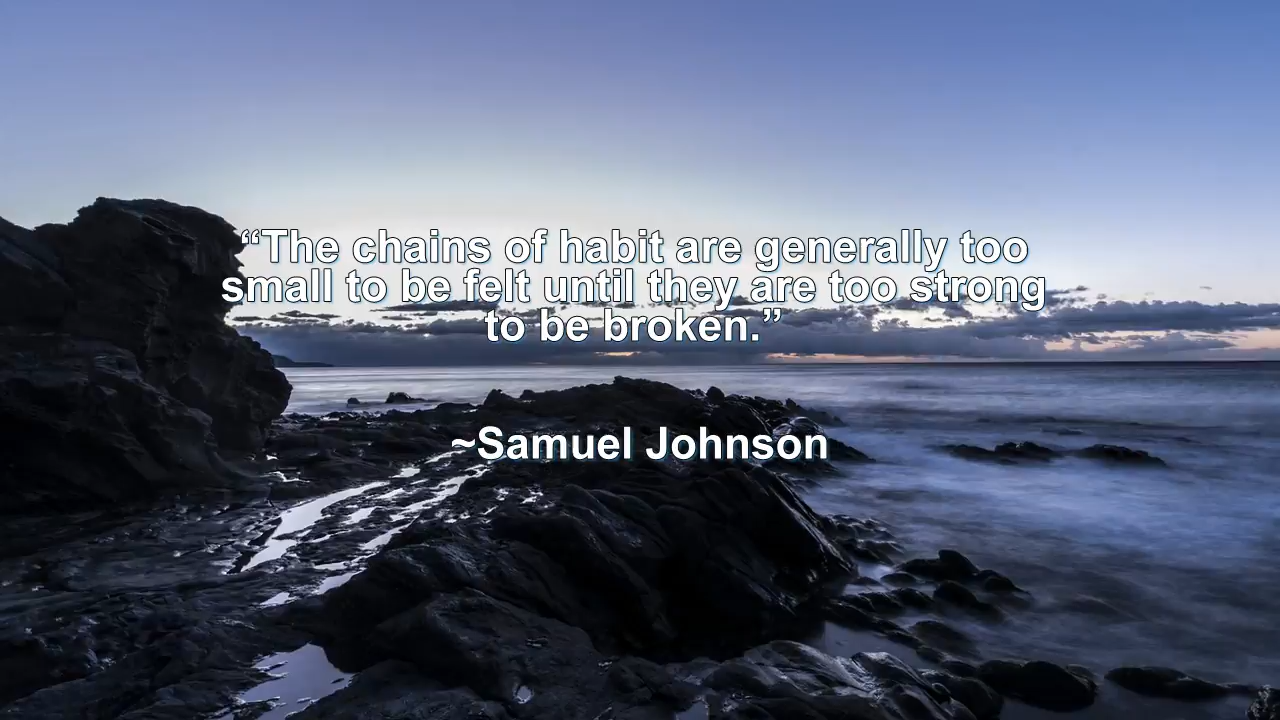 “The chains of habit are generally too
small to be felt until they are too strong
to be broken.”
~Samuel Johnson